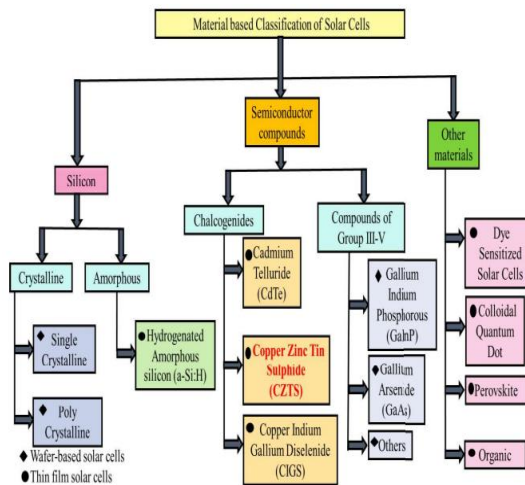 Material based Classification of Solar Cells
Semiconductor
compounds
Other
materials
Silicon
Chalcogenides
Compounds of
Group III-V
Crystalline
Amorphous
Cadmium
Telluride
(CdTe)
Gallium
Indium
Phosphorous
(GaInP)
Dye
Sensitized
Solar Cells
Single
Crystalline
Hydrogenated
Amorphous
silicon (a-Si:H)
Copper Zinc Tin
Sulphide
(CZTS)
Gallium
Arsenide
(GaAs)
Colloidal
Quantum
Dot
Poly
Crystalline
Copper Indium
Gallium Diselenide
(CIGS)
Others
Perovskite
Organic
Wafer-based solar cells
Thin film solar cells